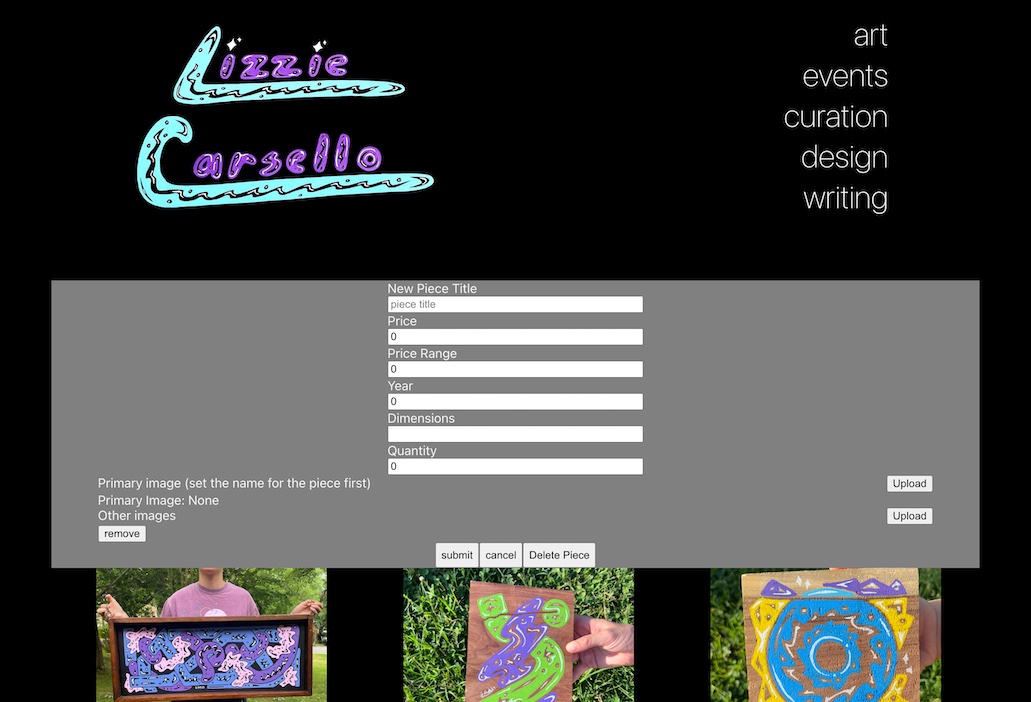 Lizzie
Carsello
art
events
curation
design
writing
New Piece Title
piece title
Price
0
Price Range
0
Year
0
Dimensions
Quantity
0
Primary image (set the name for the piece first)
Upload
Primary Image: None
Other images
Upload
remove
submit
cancel
Delete Piece